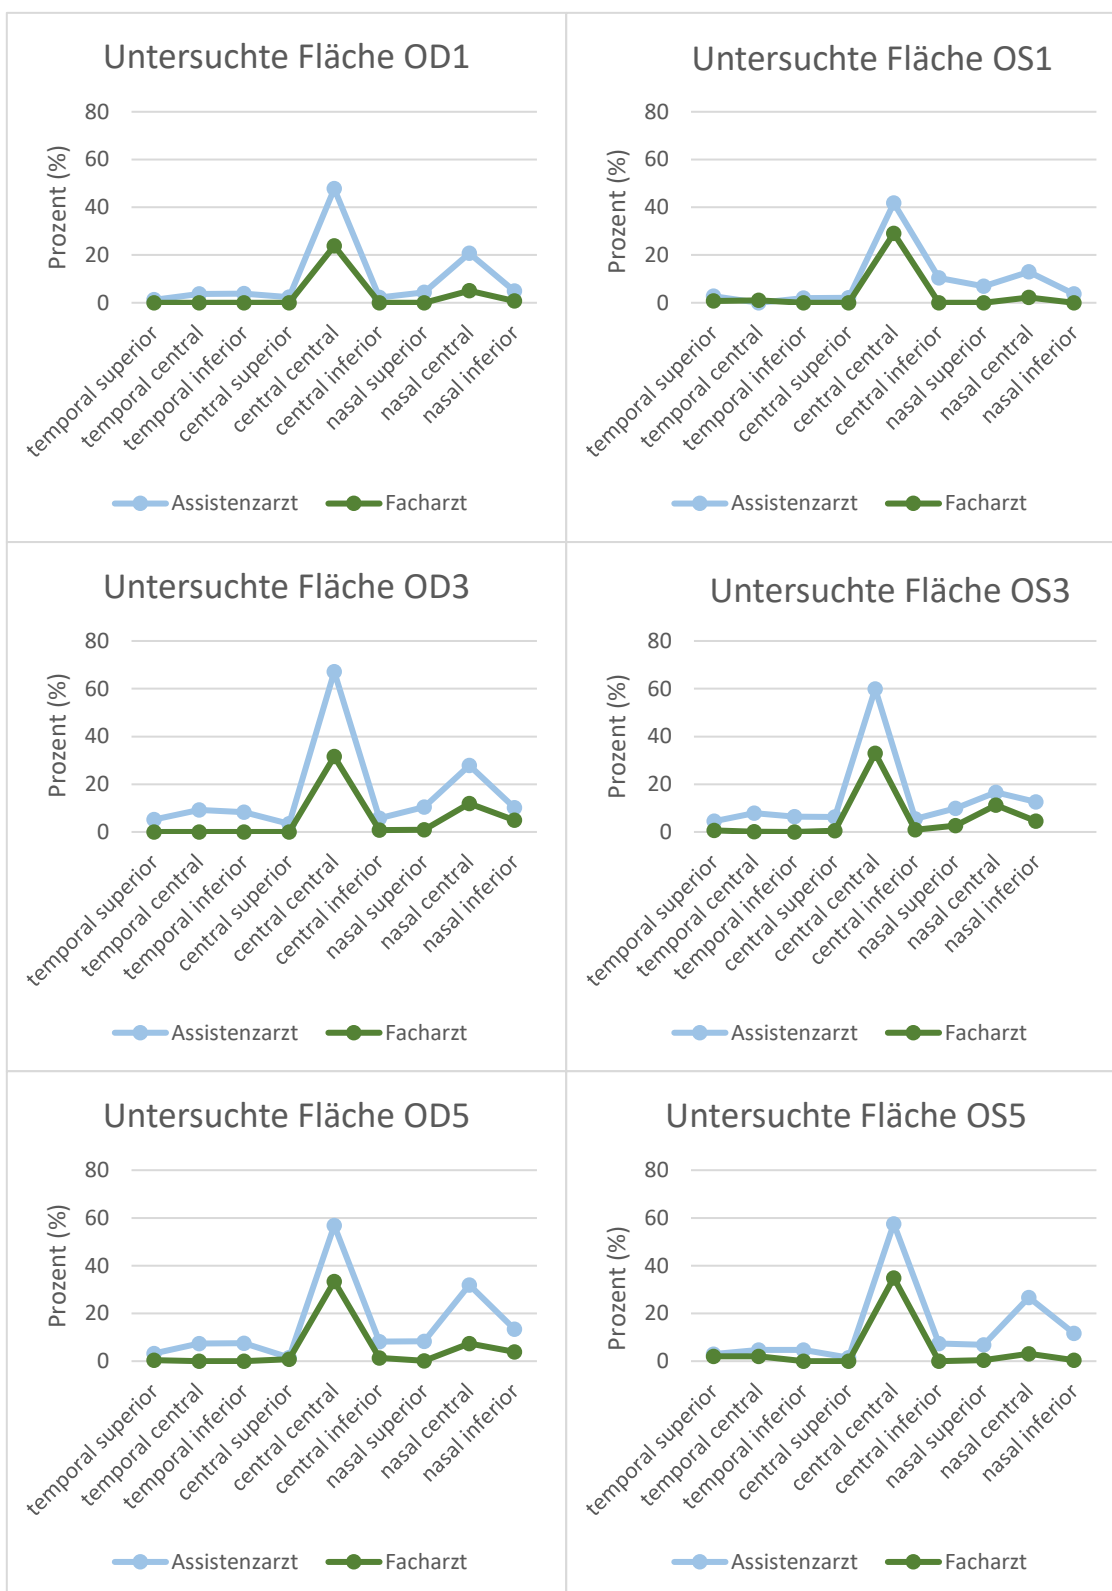 Untersuchte Fläche OD1
Prozent (%)
80
60
40
20
0
temporal superior
temporal central
temporal inferior
central superior
central central
central inferior
nasal superior
nasal central
nasal inferior
Assistenzarzt Facharzt
Untersuchte Fläche OS1
Prozent (%)
80
60
40
20
0
temporal superior
temporal central
temporal inferior
central superior
central central
central inferior
nasal superior
nasal central
nasal inferior
Assistenzarzt Facharzt
Untersuchte Fläche OD3
Prozent (%)
80
60
40
20
0
temporal superior
temporal central
temporal inferior
central superior
central central
central inferior
nasal superior
nasal central
nasal inferior
Assistenzarzt Facharzt
Untersuchte Fläche OS3
Prozent (%)
80
60
40
20
0
temporal superior
temporal central
temporal inferior
central superior
central central
central inferior
nasal superior
nasal central
nasal inferior
Assistenzarzt Facharzt
Untersuchte Fläche OD5
Prozent (%)
80
60
40
20
0
temporal superior
temporal central
temporal inferior
central superior
central central
central inferior
nasal superior
nasal central
nasal inferior
Assistenzarzt Facharzt
Untersuchte Fläche OS5
Prozent (%)
80
60
40
20
0
temporal superior
temporal central
temporal inferior
central superior
central central
central inferior
nasal superior
nasal central
nasal inferior
Assistenzarzt Facharzt